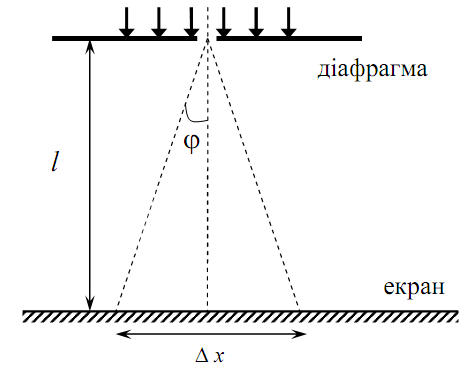 діафрагма
l
φ
екран
Δ x